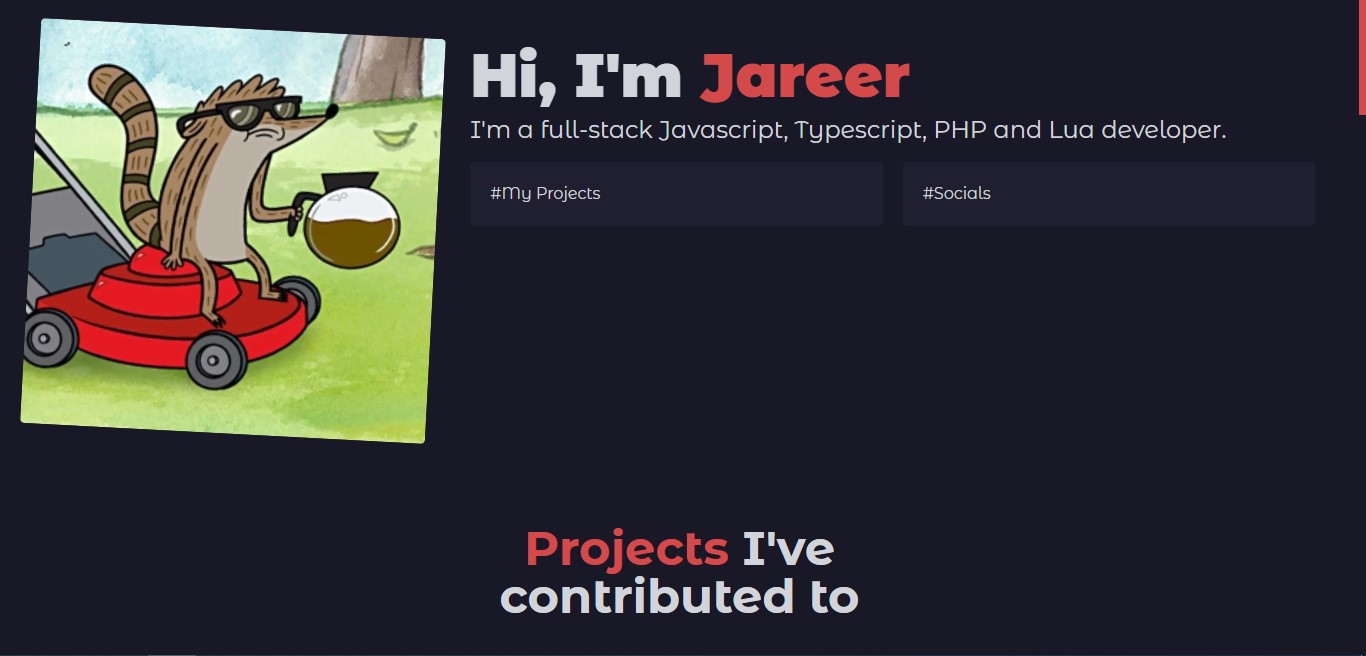 Hi, I'm Jareer
I'm a full-stack Javascript, Typescript, PHP and Lua developer.
#My Projects
#Socials
Projects I've
contributed to